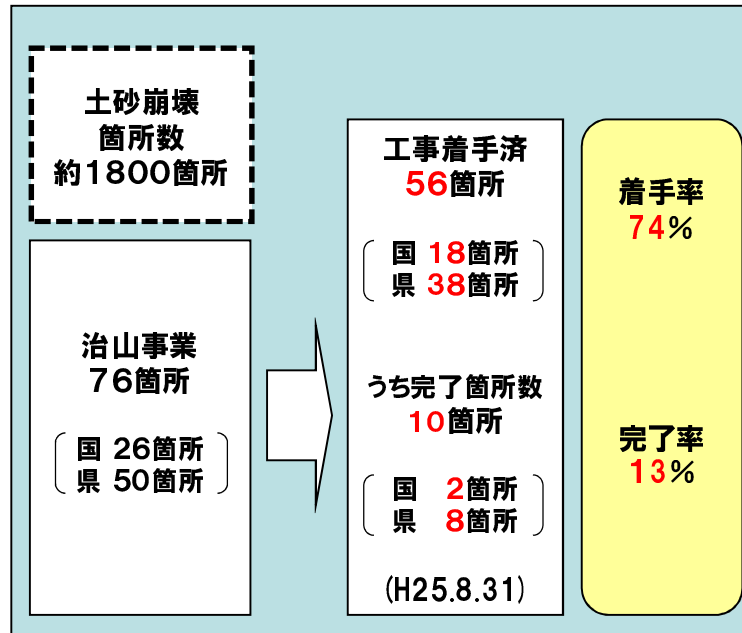 土砂崩壊
箇所数
約１８００箇所
治山事業
７６箇所
国 26箇所
県 50箇所
工事着手済
56箇所
国 18箇所
県 38箇所
うち完了箇所数
10箇所
国 2箇所
県 8箇所
(H25.8.31)
着手率
74%
完了率
13%